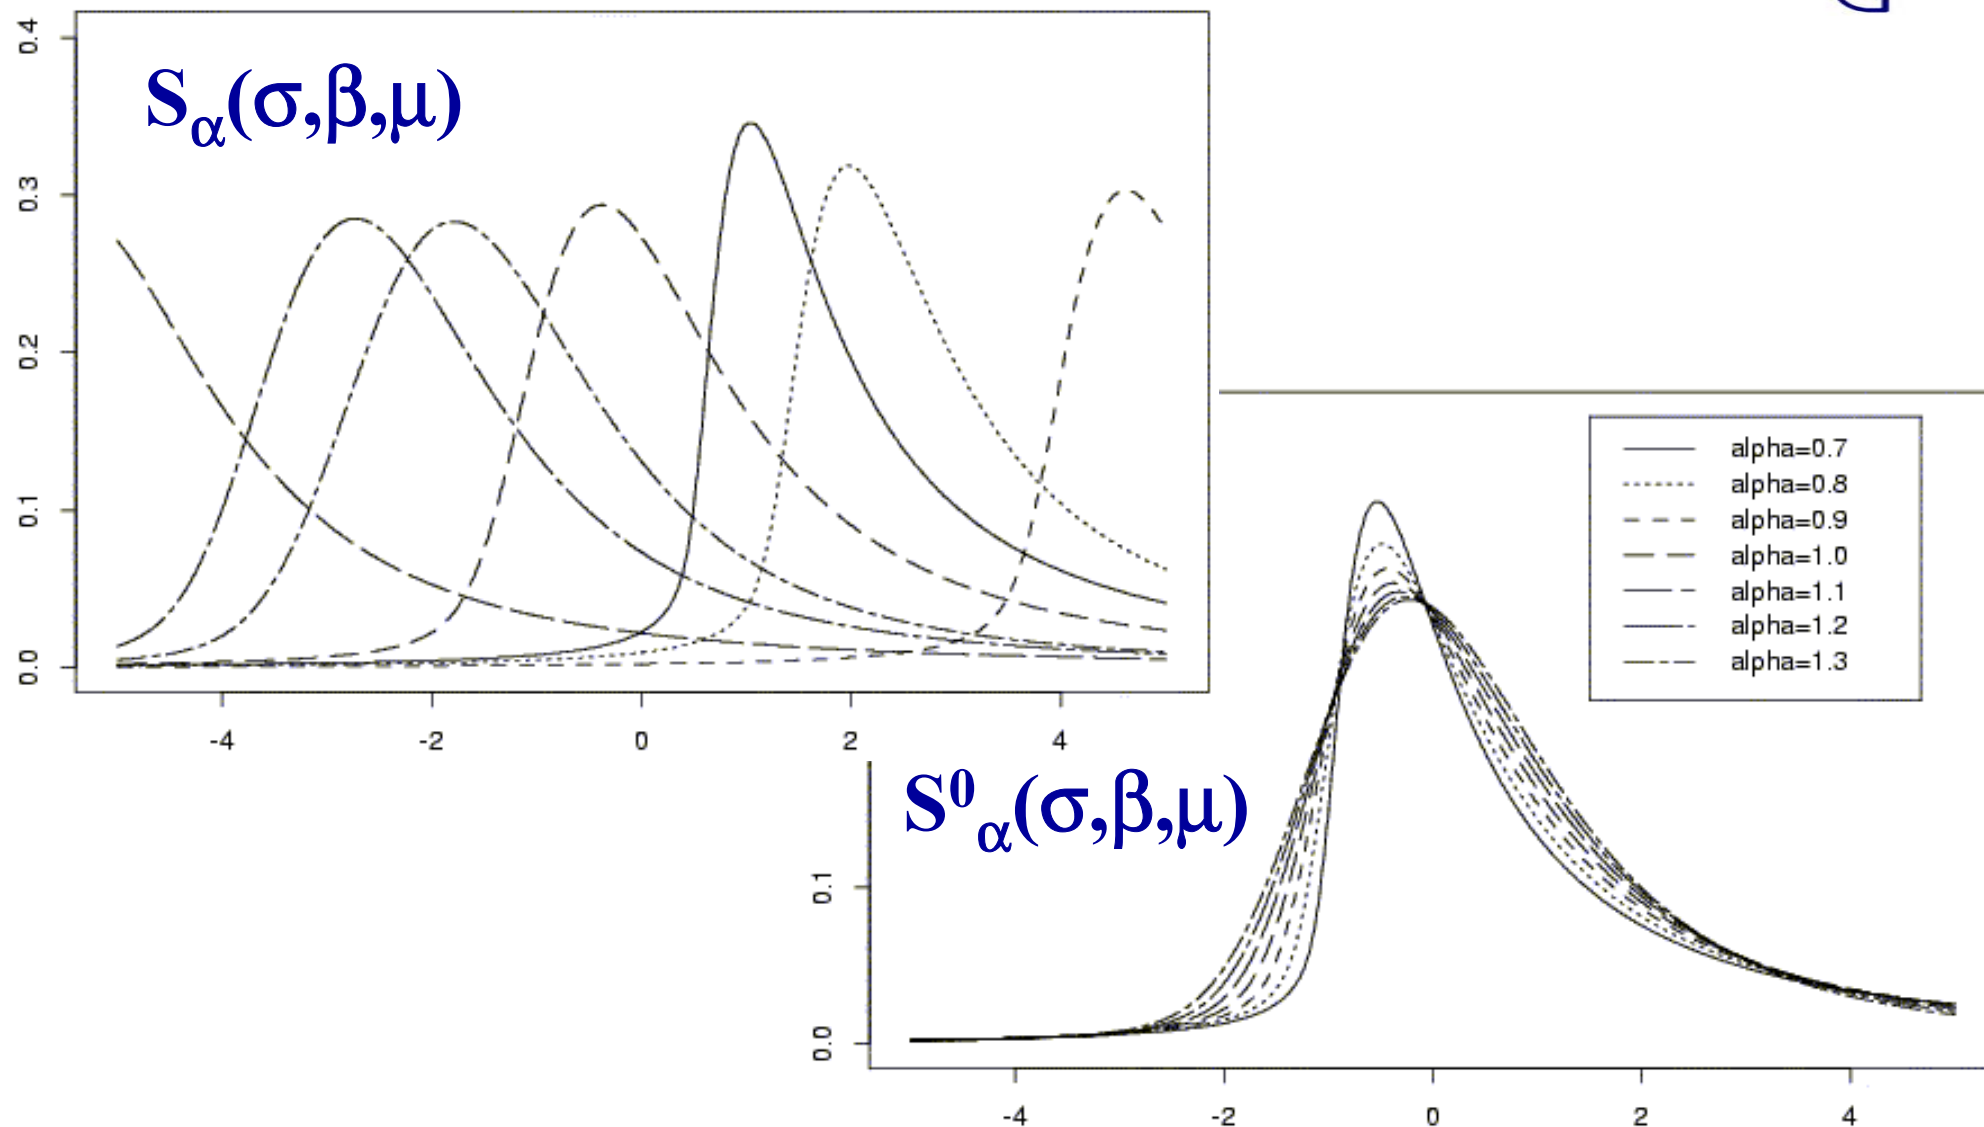 S_α(σ,β,μ)
0.4
0.3
0.2
0.1
0.0
-4 -2 0 2 4
alpha=0.7
alpha=0.8
alpha=0.9
alpha=1.0
alpha=1.1
alpha=1.2
alpha=1.3
S⁰_α(σ,β,μ)
0.1
0.0
-4 -2 0 2 4